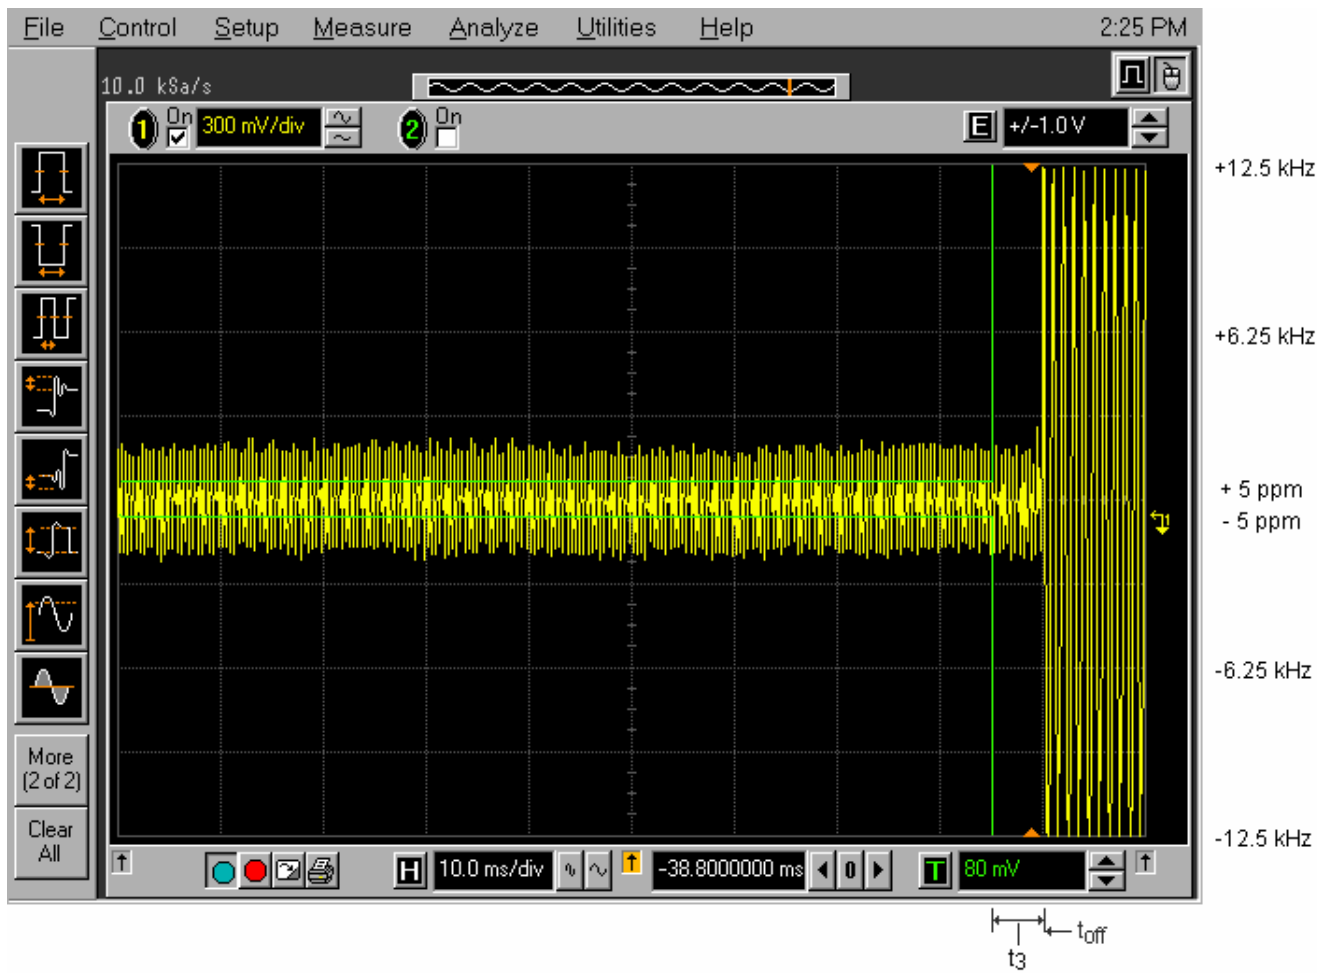 File Control Setup Measure Analyze Utilities Help 2:25 PM
10.0 kSa/s
1 On 300 mV/div 2 On E +/-1.0 V
+12.5 kHz
+6.25 kHz
+ 5 ppm
- 5 ppm
-6.25 kHz
-12.5 kHz
More
(2 of 2)
Clear
All
H 10.0 ms/div -38.8000000 ms 0 T 80 mV
toff
t3